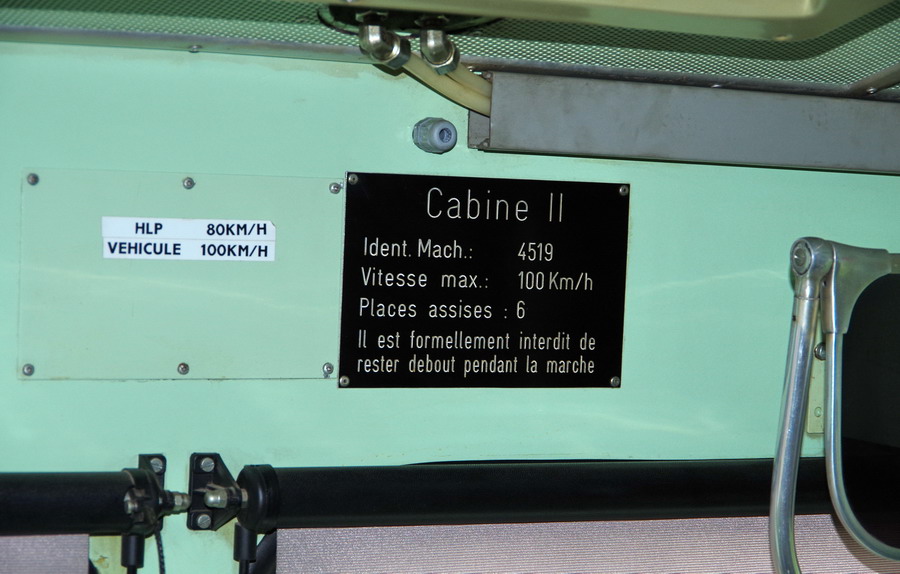 HLP 80KM/H
VEHICULE 100KM/H
Cabine II
Ident. Mach.: 4519
Vitesse max.: 100 Km/h
Places assises : 6
Il est formellement interdit de
rester debout pendant la marche